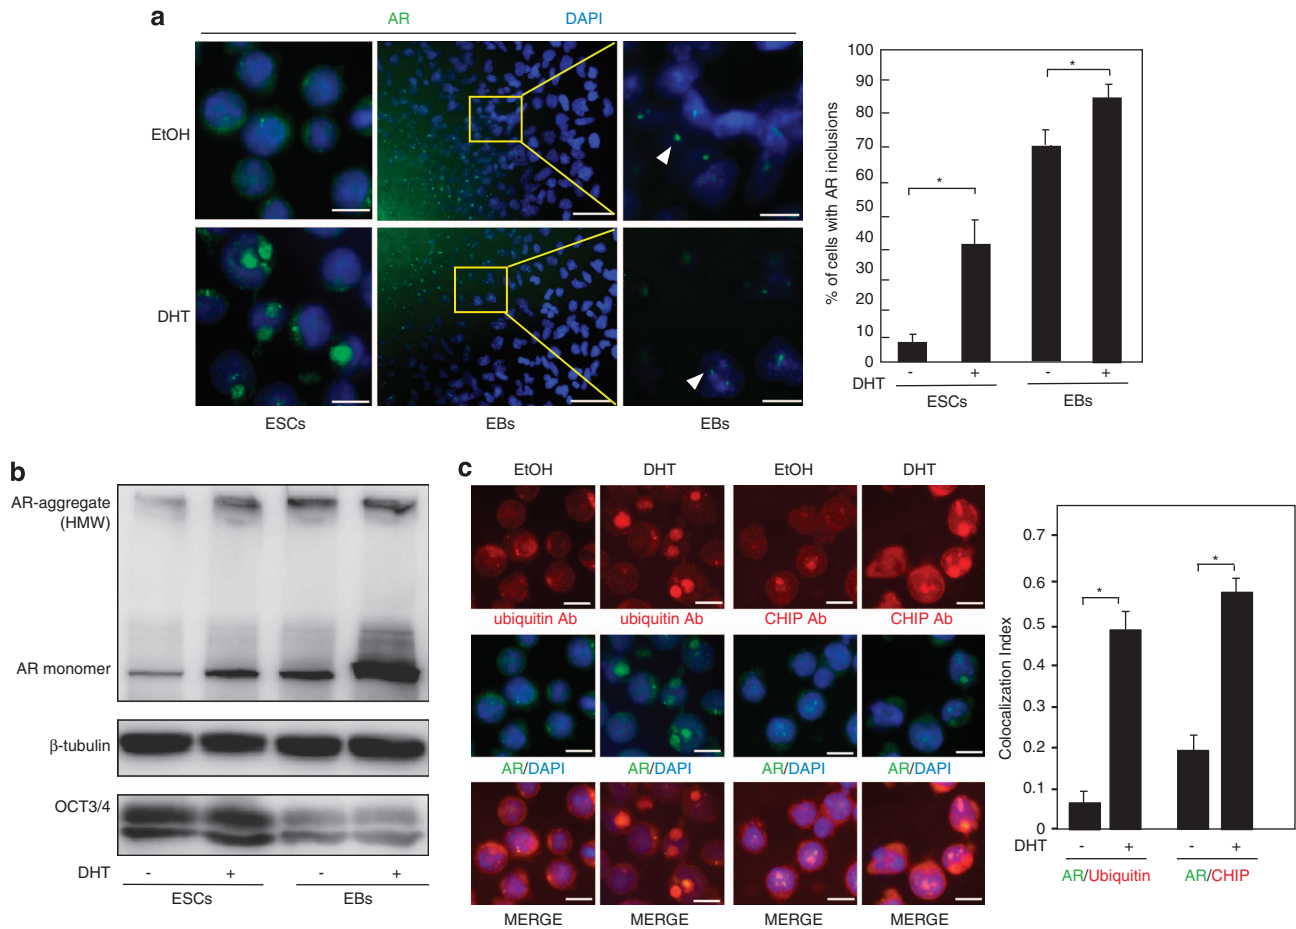 a
AR DAPI
EtOH
DHT
ESCs EBs EBs
% of cells with AR inclusions
100
90
80
70
60
50
40
30
20
10
0
* *
DHT - + - +
ESCs EBs
b
AR-aggregate
(HMW)
AR monomer
β-tubulin
OCT3/4
DHT - + - +
ESCs EBs
c
EtOH DHT EtOH DHT
ubiquitin Ab ubiquitin Ab CHIP Ab CHIP Ab
AR/DAPI AR/DAPI AR/DAPI AR/DAPI
MERGE MERGE MERGE MERGE
Colocalization Index
0.7
0.6
0.5
0.4
0.3
0.2
0.1
0
* *
DHT - + - +
AR/Ubiquitin AR/CHIP